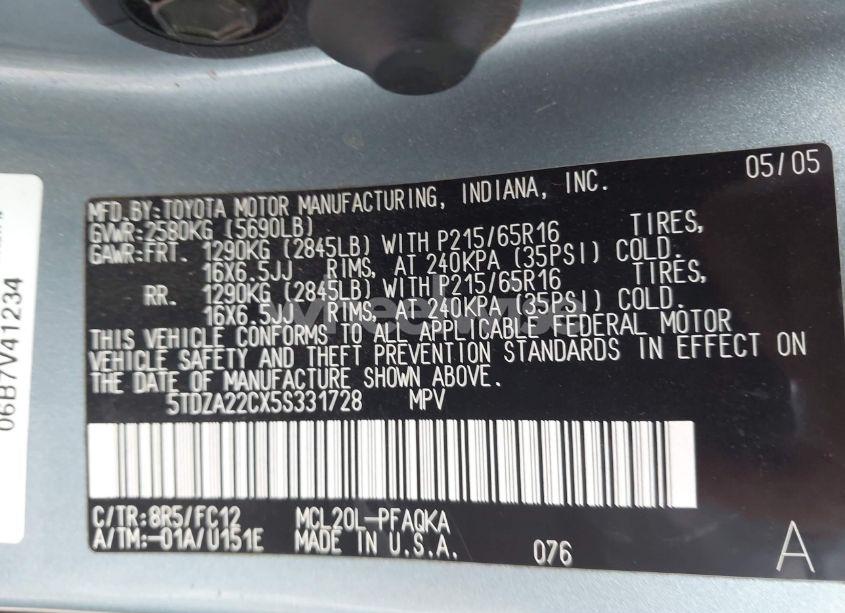 05/05
MFD.BY:TOYOTA MOTOR MANUFACTURING, INDIANA, INC.
GVWR:2580KG (5690LB)
GAWR:FRT. 1290KG (2845LB) WITH P215/65R16 TIRES,
16X6.5JJ RIMS, AT 240KPA (35PSI) COLD.
RR. 1290KG (2845LB) WITH P215/65R16 TIRES,
16X6.5JJ RIMS, AT 240KPA (35PSI) COLD.
THIS VEHICLE CONFORMS TO ALL APPLICABLE FEDERAL MOTOR
VEHICLE SAFETY AND THEFT PREVENTION STANDARDS IN EFFECT ON
THE DATE OF MANUFACTURE SHOWN ABOVE.
5TDZA22CX5S331728 MPV
C/TR:8R5/FC12 MCL20L-PFAQKA
A/TM:-01A/U151E MADE IN U.S.A. 076 A
06B7V41234